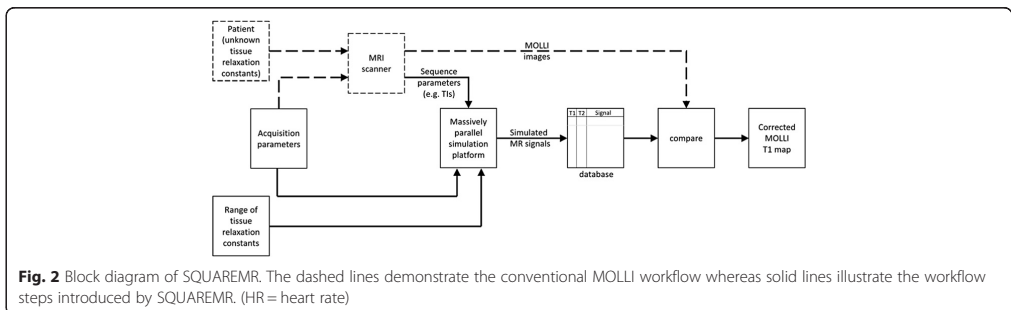 Patient
(unknown
tissue
relaxation
constants)
MRI
scanner
MOLLI
images
Sequence
parameters
(e.g. TIs)
Acquisition
parameters
Massively
parallel
simulation
platform
Simulated
MR signals
T1 T2 Signal
database
compare
Corrected
MOLLI
T1 map
Range of
tissue
relaxation
constants
Fig. 2 Block diagram of SQUAREMR. The dashed lines demonstrate the conventional MOLLI workflow whereas solid lines illustrate the workflow
steps introduced by SQUAREMR. (HR = heart rate)